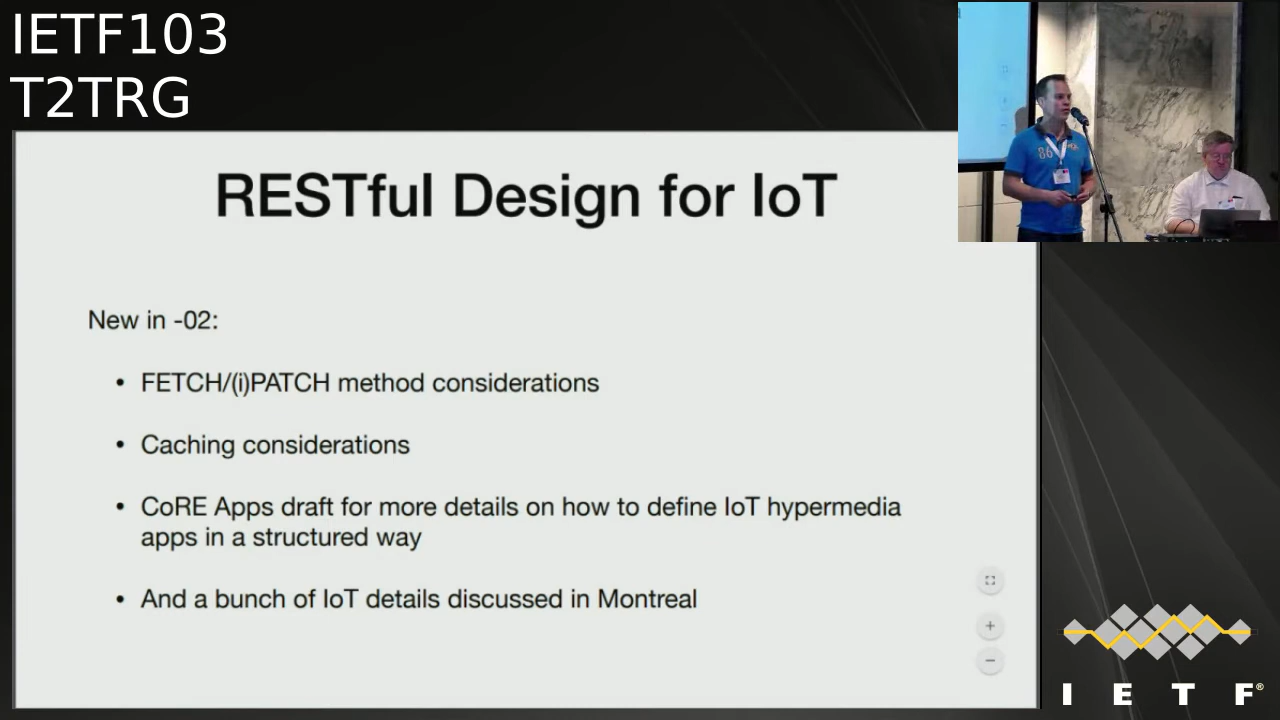 IETF103
T2TRG
RESTful Design for IoT
New in -02:
• FETCH/(i)PATCH method considerations
• Caching considerations
• CoRE Apps draft for more details on how to define IoT hypermedia
apps in a structured way
• And a bunch of IoT details discussed in Montreal
86
I E T F®